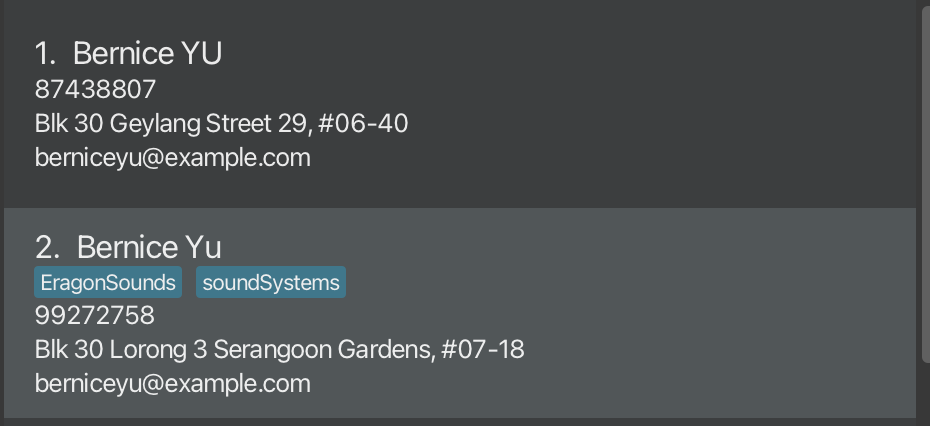 1. Bernice YU
87438807
Blk 30 Geylang Street 29, #06-40
berniceyu@example.com
2. Bernice Yu
EragonSounds soundSystems
99272758
Blk 30 Lorong 3 Serangoon Gardens, #07-18
berniceyu@example.com